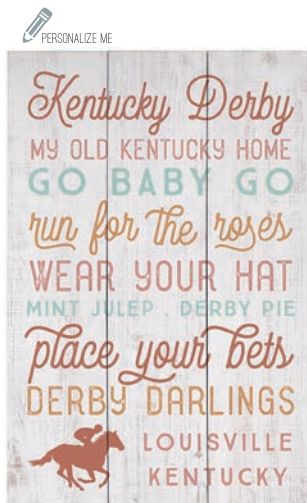 PERSONALIZE ME
Kentucky Derby
MY OLD KENTUCKY HOME
GO BABY GO
run for the roses
WEAR YOUR HAT
MINT JULEP . DERBY PIE
place your bets
DERBY DARLINGS
LOUISVILLE
KENTUCKY